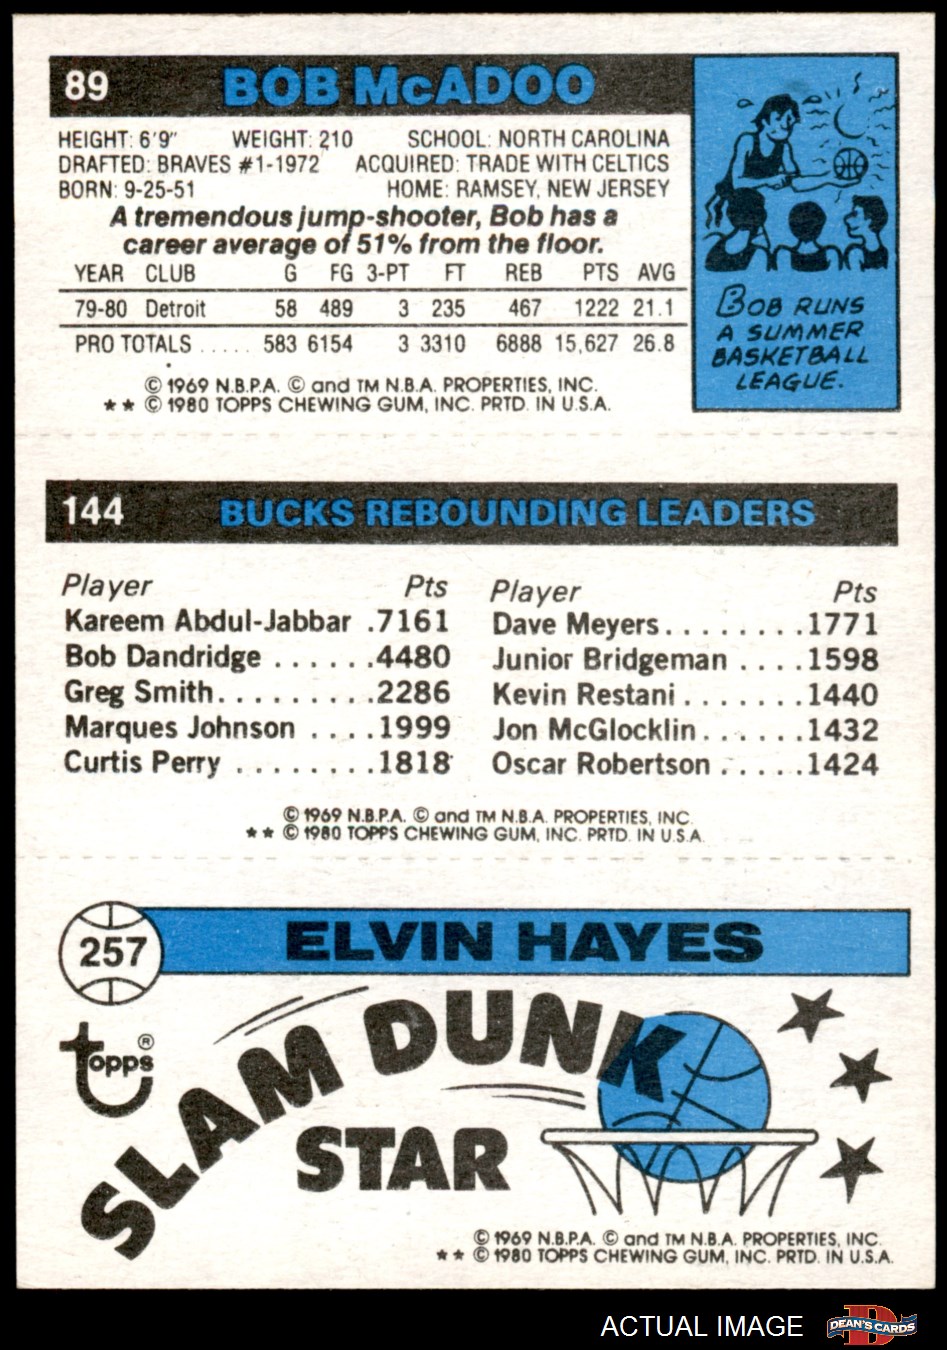 89 BOB McADOO
HEIGHT: 6'9" WEIGHT: 210 SCHOOL: NORTH CAROLINA
DRAFTED: BRAVES #1-1972 ACQUIRED: TRADE WITH CELTICS
BORN: 9-25-51 HOME: RAMSEY, NEW JERSEY
A tremendous jump-shooter, Bob has a
career average of 51% from the floor.
YEAR CLUB G FG 3-PT FT REB PTS AVG
79-80 Detroit 58 489 3 235 467 1222 21.1
PRO TOTALS ..... 583 6154 3 3310 6888 15,627 26.8
© 1969 N.B.P.A. © and TM N.B.A. PROPERTIES, INC.
★ ★ © 1980 TOPPS CHEWING GUM, INC. PRTD. IN U.S.A.
BOB RUNS
A SUMMER
BASKETBALL
LEAGUE.
144 BUCKS REBOUNDING LEADERS
Player Pts Player Pts
Kareem Abdul-Jabbar .7161 Dave Meyers........1771
Bob Dandridge ......4480 Junior Bridgeman ....1598
Greg Smith.........2286 Kevin Restani.......1440
Marques Johnson ....1999 Jon McGlocklin......1432
Curtis Perry ........1818 Oscar Robertson .....1424
© 1969 N.B.P.A. © and TM N.B.A. PROPERTIES, INC.
★ ★ © 1980 TOPPS CHEWING GUM, INC. PRTD. IN U.S.A.
257 ELVIN HAYES
topps®
SLAM DUNK
STAR
© 1969 N.B.P.A. © and TM N.B.A. PROPERTIES, INC.
★ ★ © 1980 TOPPS CHEWING GUM, INC. PRTD. IN U.S.A.
ACTUAL IMAGE DEAN'S CARDS